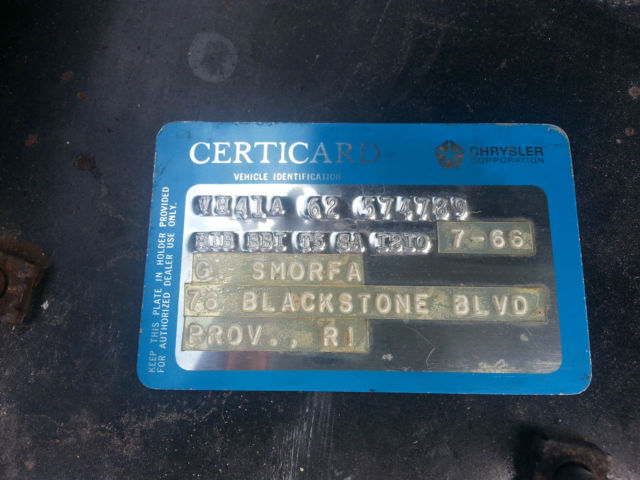 CERTICARD
CHRYSLER
CORPORATION
VEHICLE IDENTIFICATION
KEEP THIS PLATE IN HOLDER PROVIDED
FOR AUTHORIZED DEALER USE ONLY.
VH41A 62 574789
7-66
G. SMORFA
76 BLACKSTONE BLVD
PROV., RI